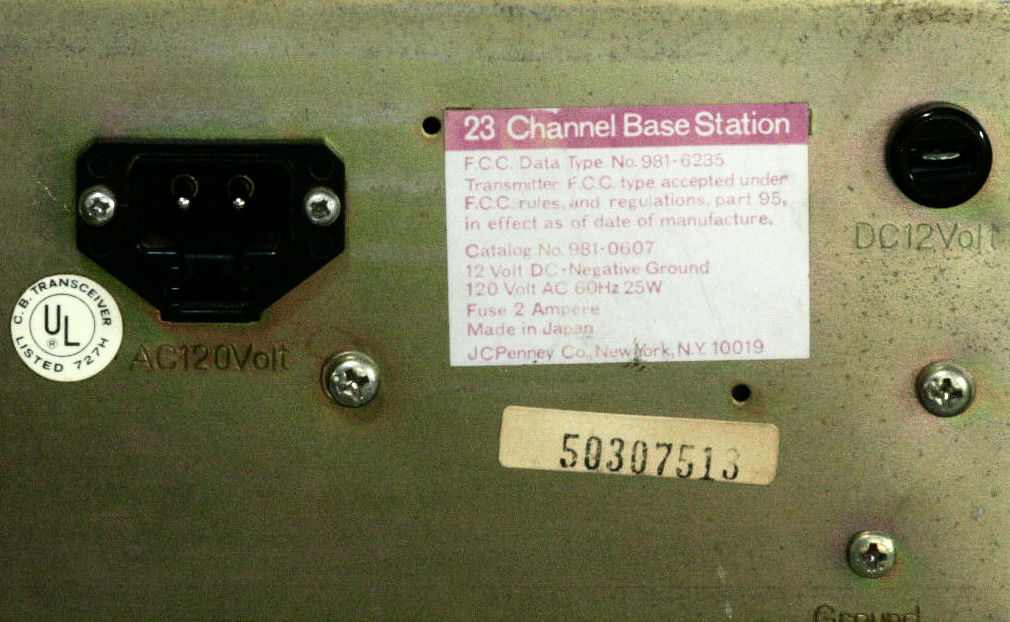 23 Channel Base Station
F.C.C. Data Type No. 981-6235
Transmitter F.C.C. type accepted under
F.C.C. rules, and regulations, part 95,
in effect as of date of manufacture.
Catalog No. 981-0607
12 Volt DC-Negative Ground
120 Volt AC 60Hz 25W
Fuse 2 Ampere
Made in Japan
JCPenney Co., New York, N.Y. 10019
DC12Volt
C.B. TRANSCEIVER
UL
®
LISTED 727H
AC120Volt
50307513
Ground